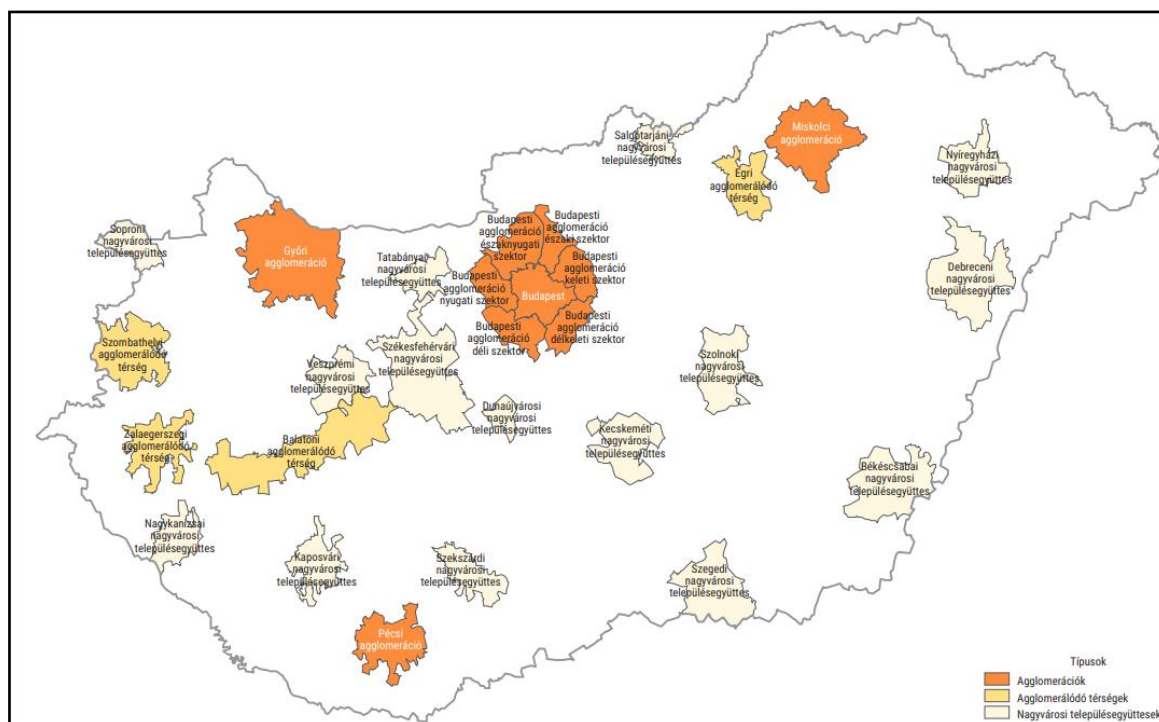 Salgótarjáni
nagyvárosi
településegyüttes
Miskolci
agglomeráció
Nyíregyházi
nagyvárosi
településegyüttes
Egri
agglomerálódó
térség
Soproni
nagyvárosi
településegyüttes
Győri
agglomeráció
Tatabányai
nagyvárosi
településegyüttes
Budapesti
agglomeráció
északnyugati
szektor
Budapesti
agglomeráció
északi szektor
Budapesti
agglomeráció
keleti szektor
Budapesti
agglomeráció
nyugati szektor
Budapest
Budapesti
agglomeráció
déli szektor
Budapesti
agglomeráció
délkeleti szektor
Debreceni
nagyvárosi
településegyüttes
Szombathelyi
agglomerálódó
térség
Veszprémi
nagyvárosi
településegyüttes
Székesfehérvári
nagyvárosi
településegyüttes
Szolnoki
nagyvárosi
településegyüttes
Dunaújvárosi
nagyvárosi
településegyüttes
Kecskeméti
nagyvárosi
településegyüttes
Zalaegerszegi
agglomerálódó
térség
Balatoni
agglomerálódó
térség
Békéscsabai
nagyvárosi
településegyüttes
Nagykanizsai
nagyvárosi
településegyüttes
Kaposvári
nagyvárosi
településegyüttes
Szekszárdi
nagyvárosi
településegyüttes
Szegedi
nagyvárosi
településegyüttes
Pécsi
agglomeráció
Típusok
Agglomerációk
Agglomerálódó térségek
Nagyvárosi településegyüttesek